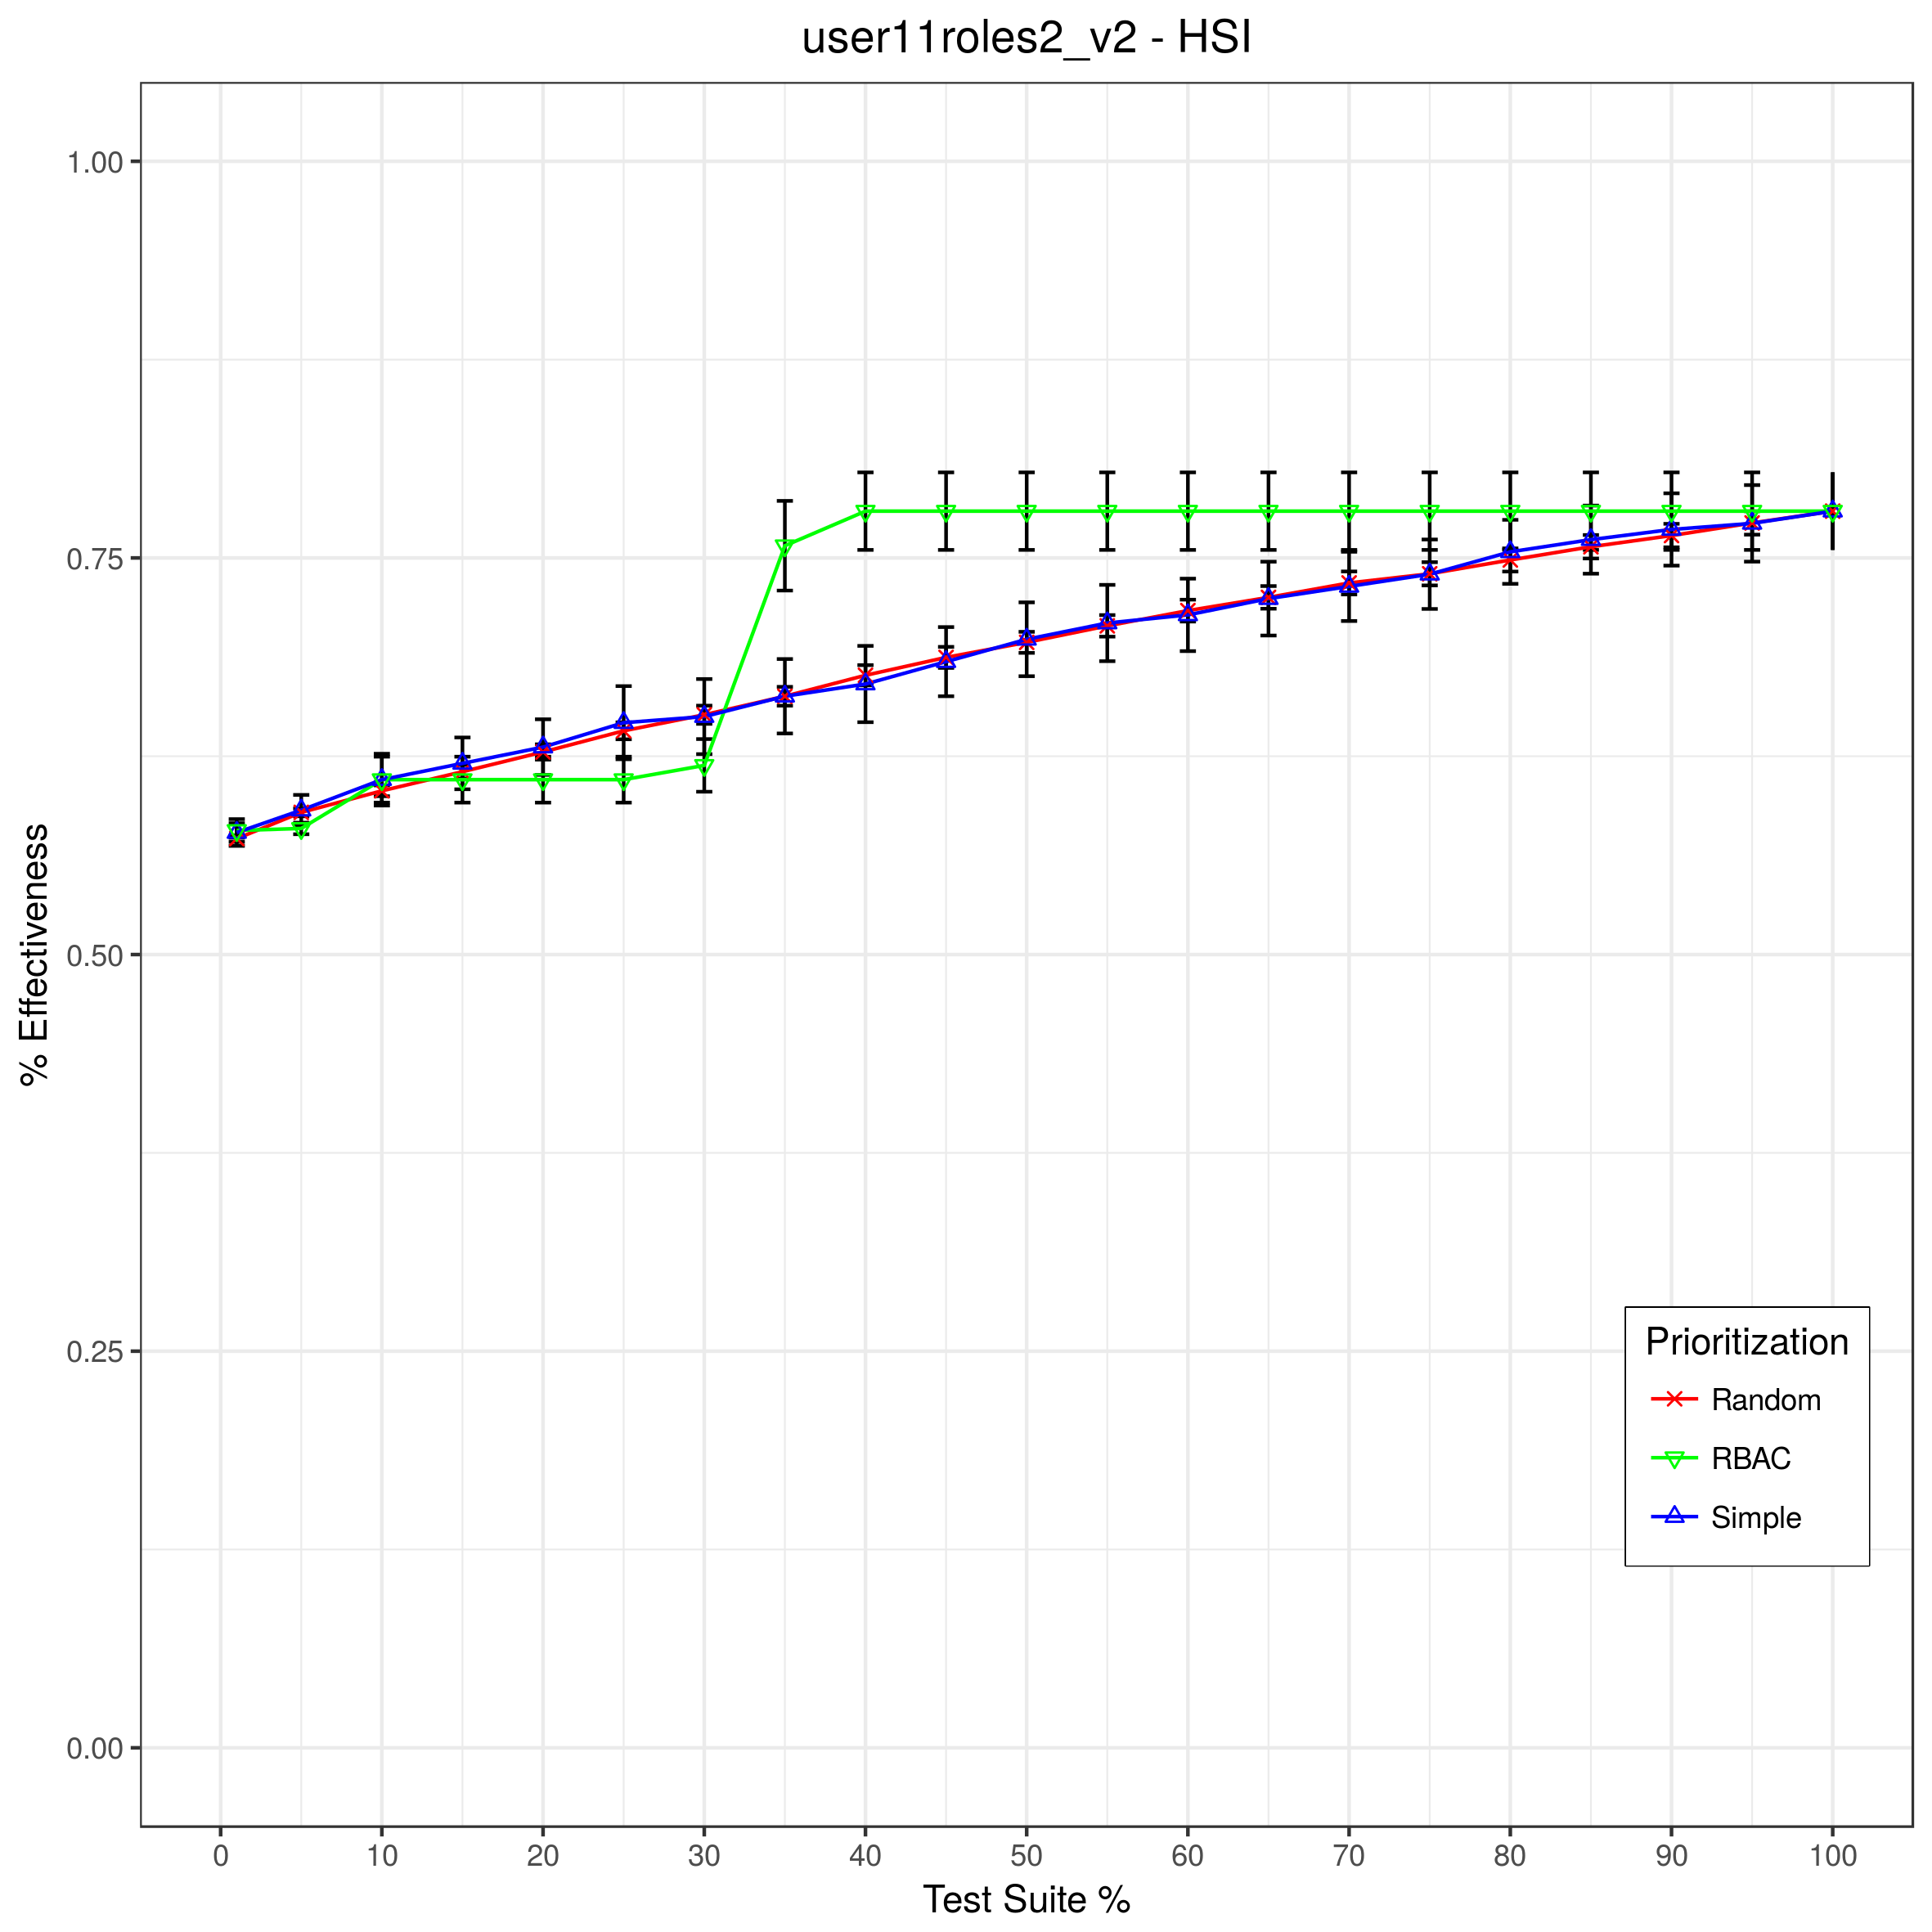 user11roles2_v2 - HSI
1.00
0.75
0.50
0.25
0.00
% Effectiveness
0 10 20 30 40 50 60 70 80 90 100
Test Suite %
Prioritization
Random
RBAC
Simple